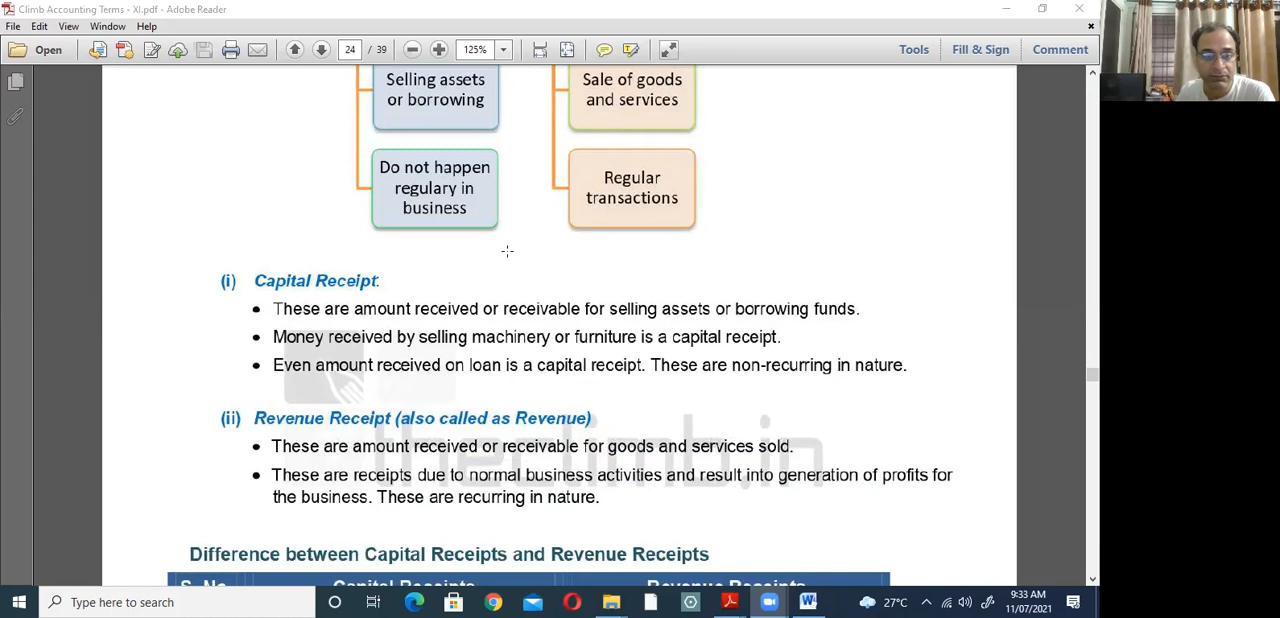 Climb Accounting Terms - XI.pdf - Adobe Reader
File Edit View Window Help
Open 24 / 39 125% Tools Fill & Sign Comment
Selling assets
or borrowing
Sale of goods
and services
Do not happen
regulary in
business
Regular
transactions
(i) Capital Receipt:
• These are amount received or receivable for selling assets or borrowing funds.
• Money received by selling machinery or furniture is a capital receipt.
• Even amount received on loan is a capital receipt. These are non-recurring in nature.
(ii) Revenue Receipt (also called as Revenue)
• These are amount received or receivable for goods and services sold.
theclimb.in
• These are receipts due to normal business activities and result into generation of profits for
the business. These are recurring in nature.
Difference between Capital Receipts and Revenue Receipts
S. No Capital Receipts Revenue Receipts
Type here to search
27°C
9:33 AM
11/07/2021